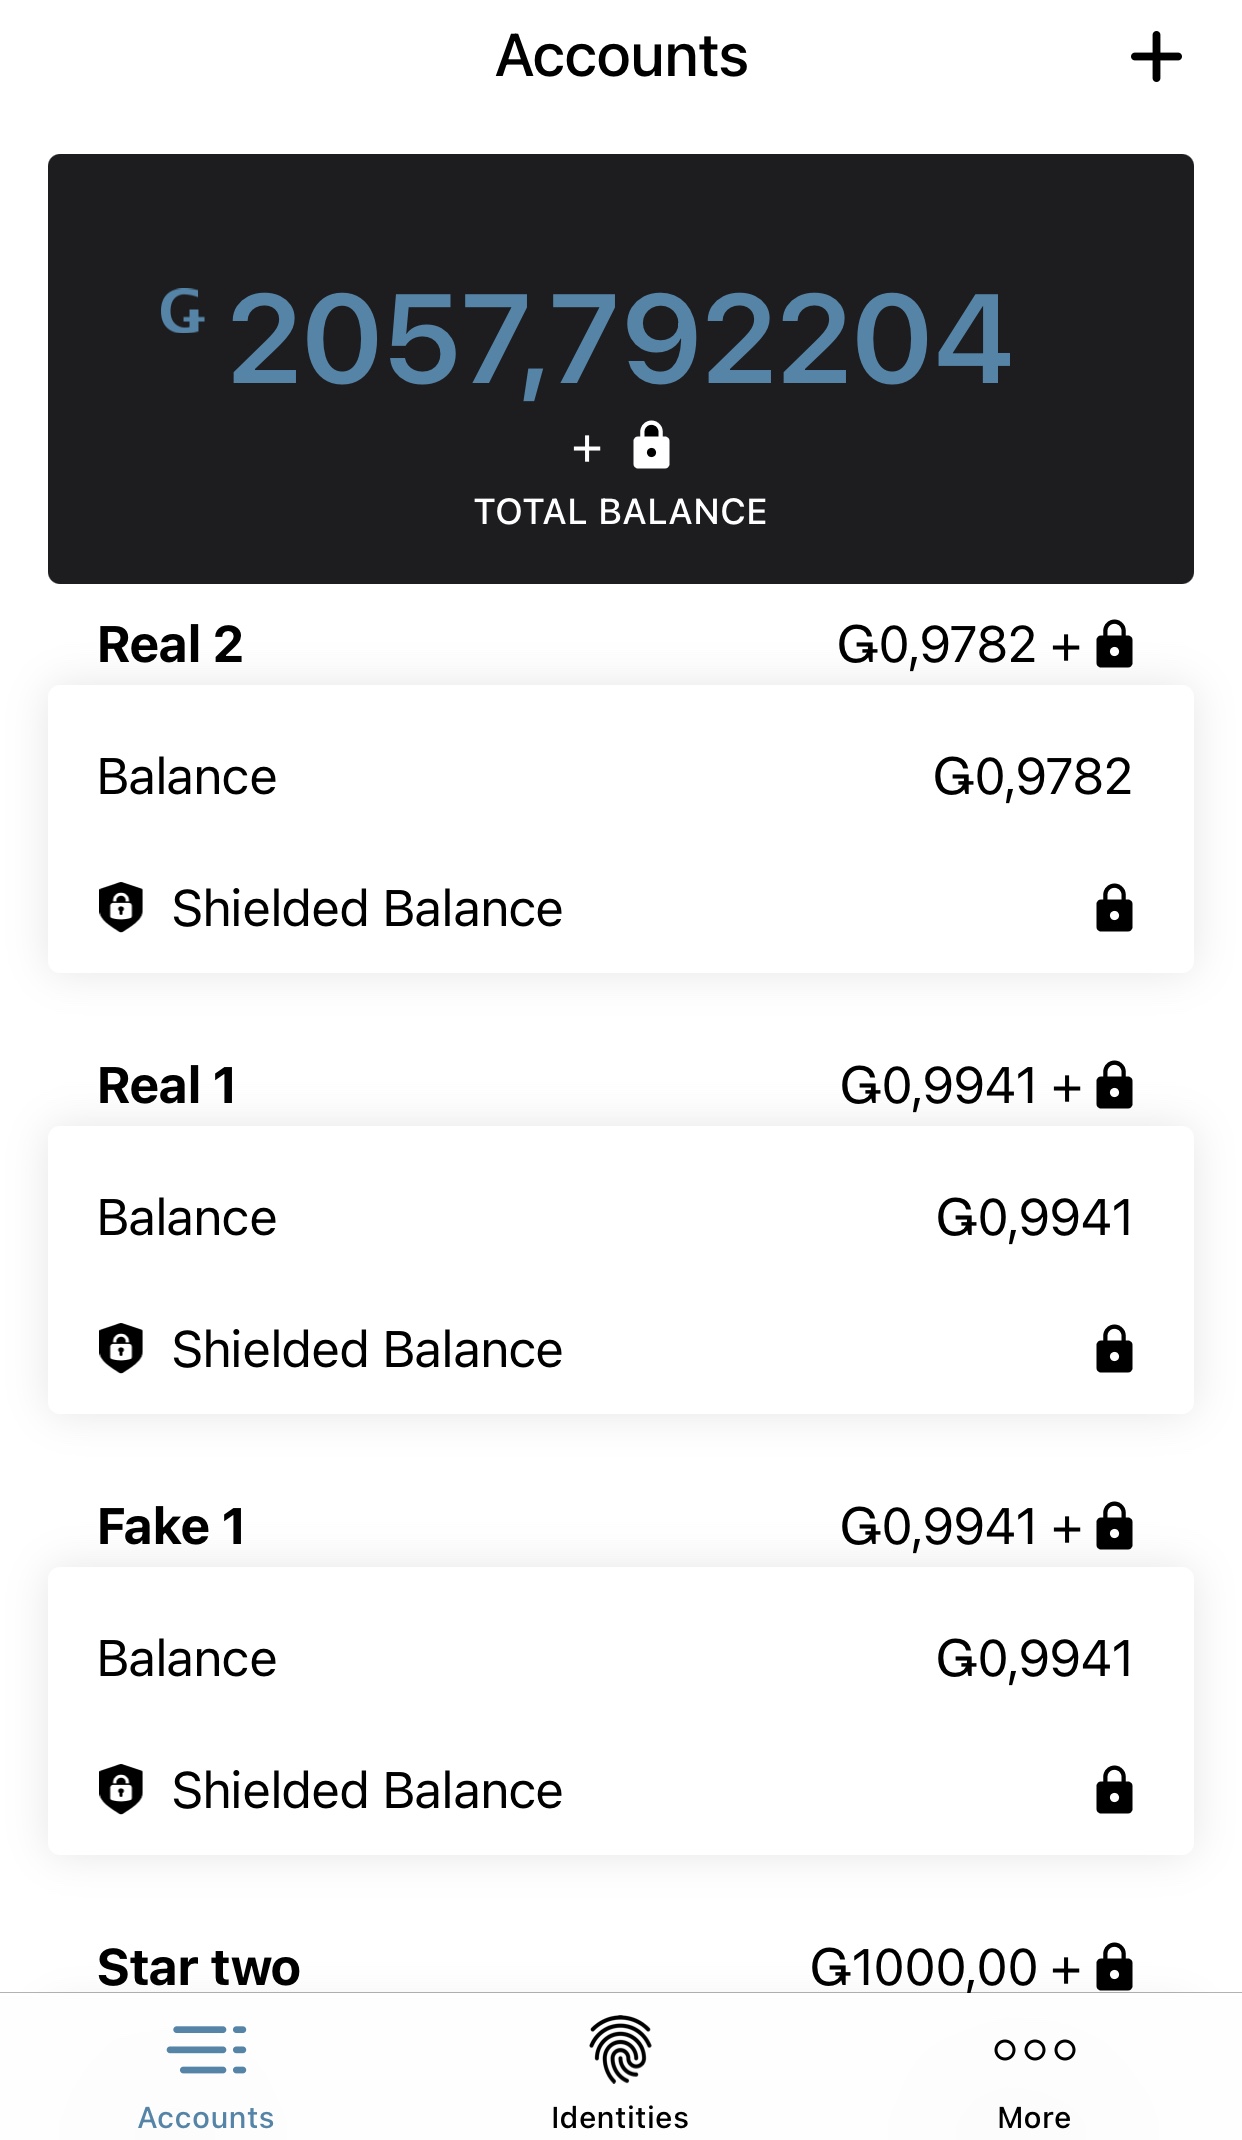 Accounts
Ǥ 2057,792204
+
TOTAL BALANCE
Real 2 Ǥ0,9782 +
Balance Ǥ0,9782
Shielded Balance
Real 1 Ǥ0,9941 +
Balance Ǥ0,9941
Shielded Balance
Fake 1 Ǥ0,9941 +
Balance Ǥ0,9941
Shielded Balance
Star two Ǥ1000,00 +
Accounts Identities More